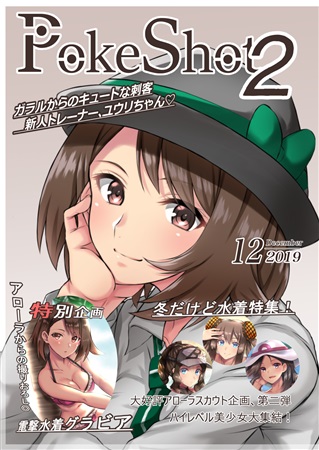 PokeShot2
ガラルからのキュートな刺客
新人トレーナー、ユウリちゃん♡
12
December
2019
特別企画
冬だけど水着特集！
アローラからの撮りおろし♡
電撃水着グラビア
大好評アローラスカウト企画、第二弾
ハイレベル美少女大集結！